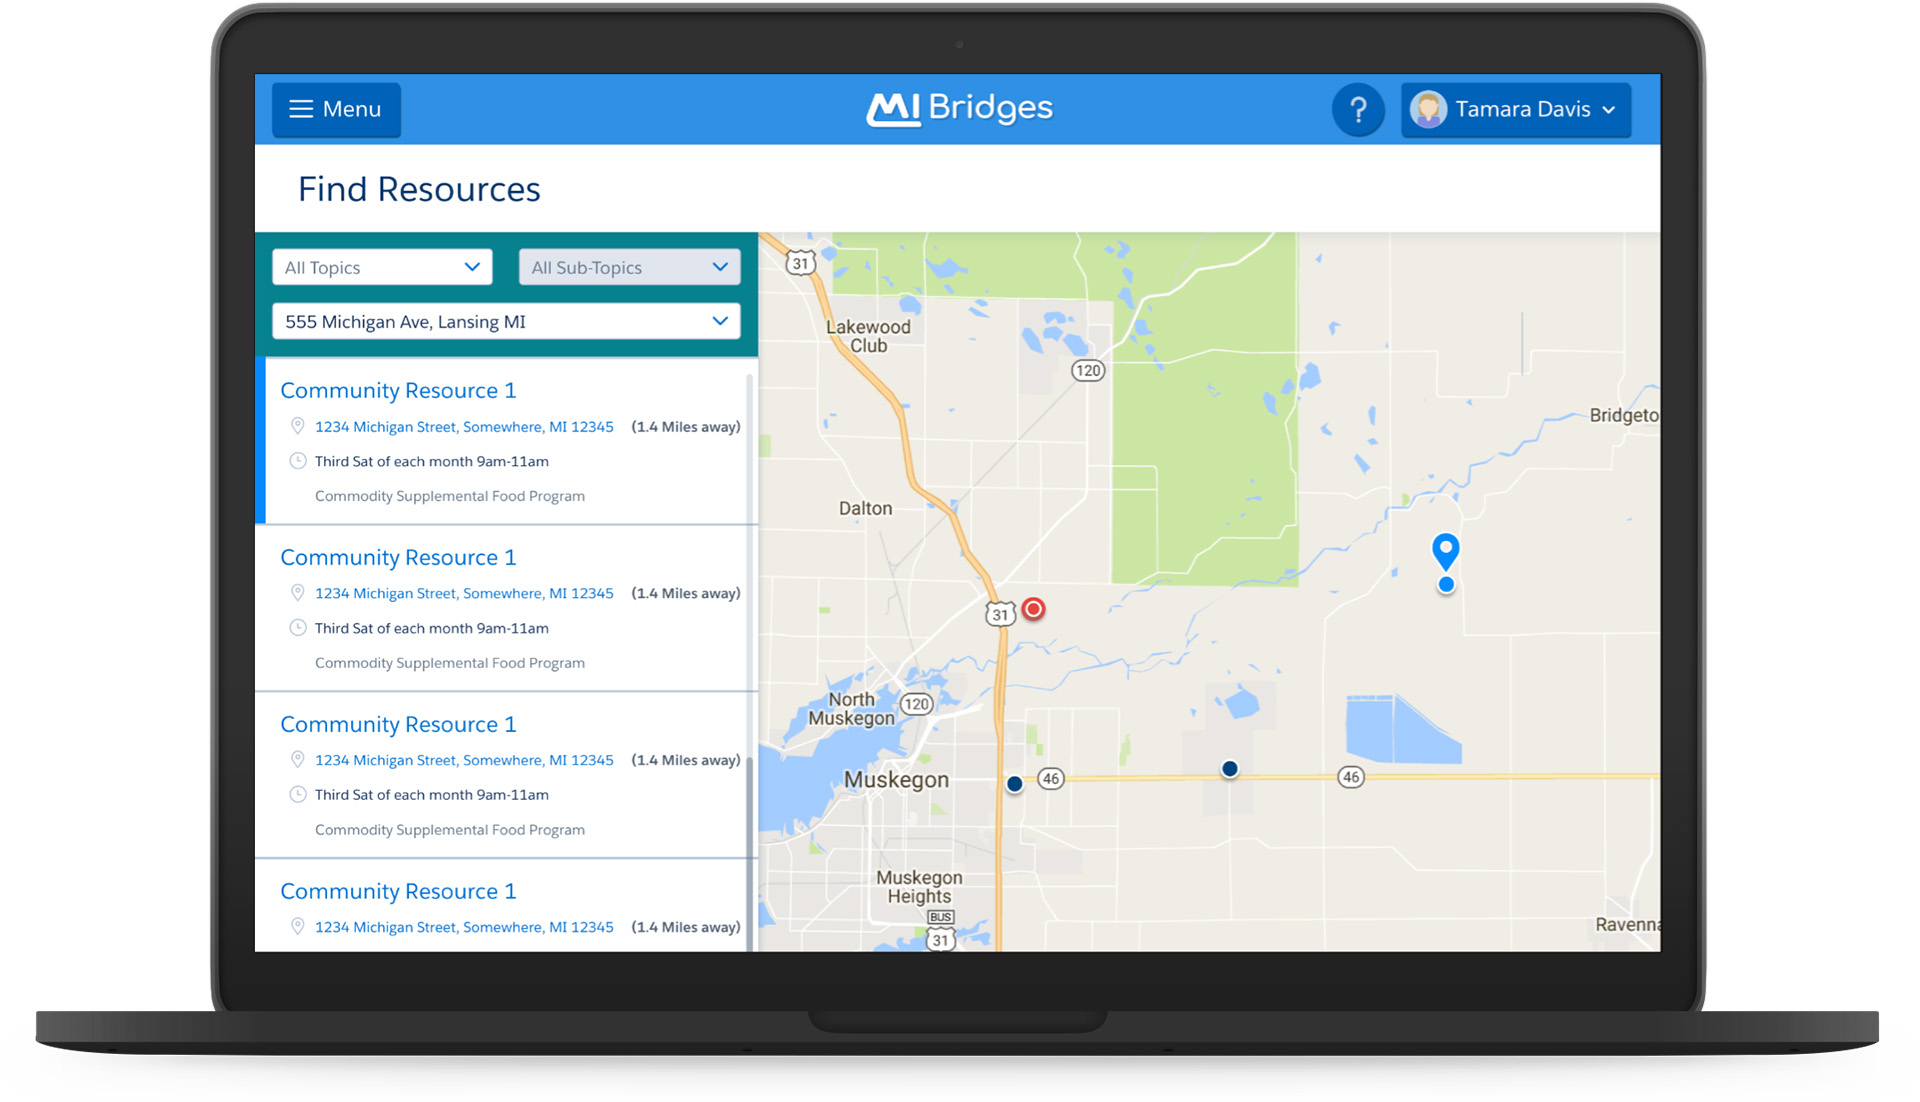 Menu
MI Bridges
?
Tamara Davis
Find Resources
All Topics
All Sub-Topics
555 Michigan Ave, Lansing MI
Community Resource 1
1234 Michigan Street, Somewhere, MI 12345 (1.4 Miles away)
Third Sat of each month 9am-11am
Commodity Supplemental Food Program
Community Resource 1
1234 Michigan Street, Somewhere, MI 12345 (1.4 Miles away)
Third Sat of each month 9am-11am
Commodity Supplemental Food Program
Community Resource 1
1234 Michigan Street, Somewhere, MI 12345 (1.4 Miles away)
Third Sat of each month 9am-11am
Commodity Supplemental Food Program
Community Resource 1
1234 Michigan Street, Somewhere, MI 12345 (1.4 Miles away)
31
Lakewood
Club
120
Bridgeto
Dalton
31
North
Muskegon
120
Muskegon
46
46
Muskegon
Heights
BUS
31
Ravenna